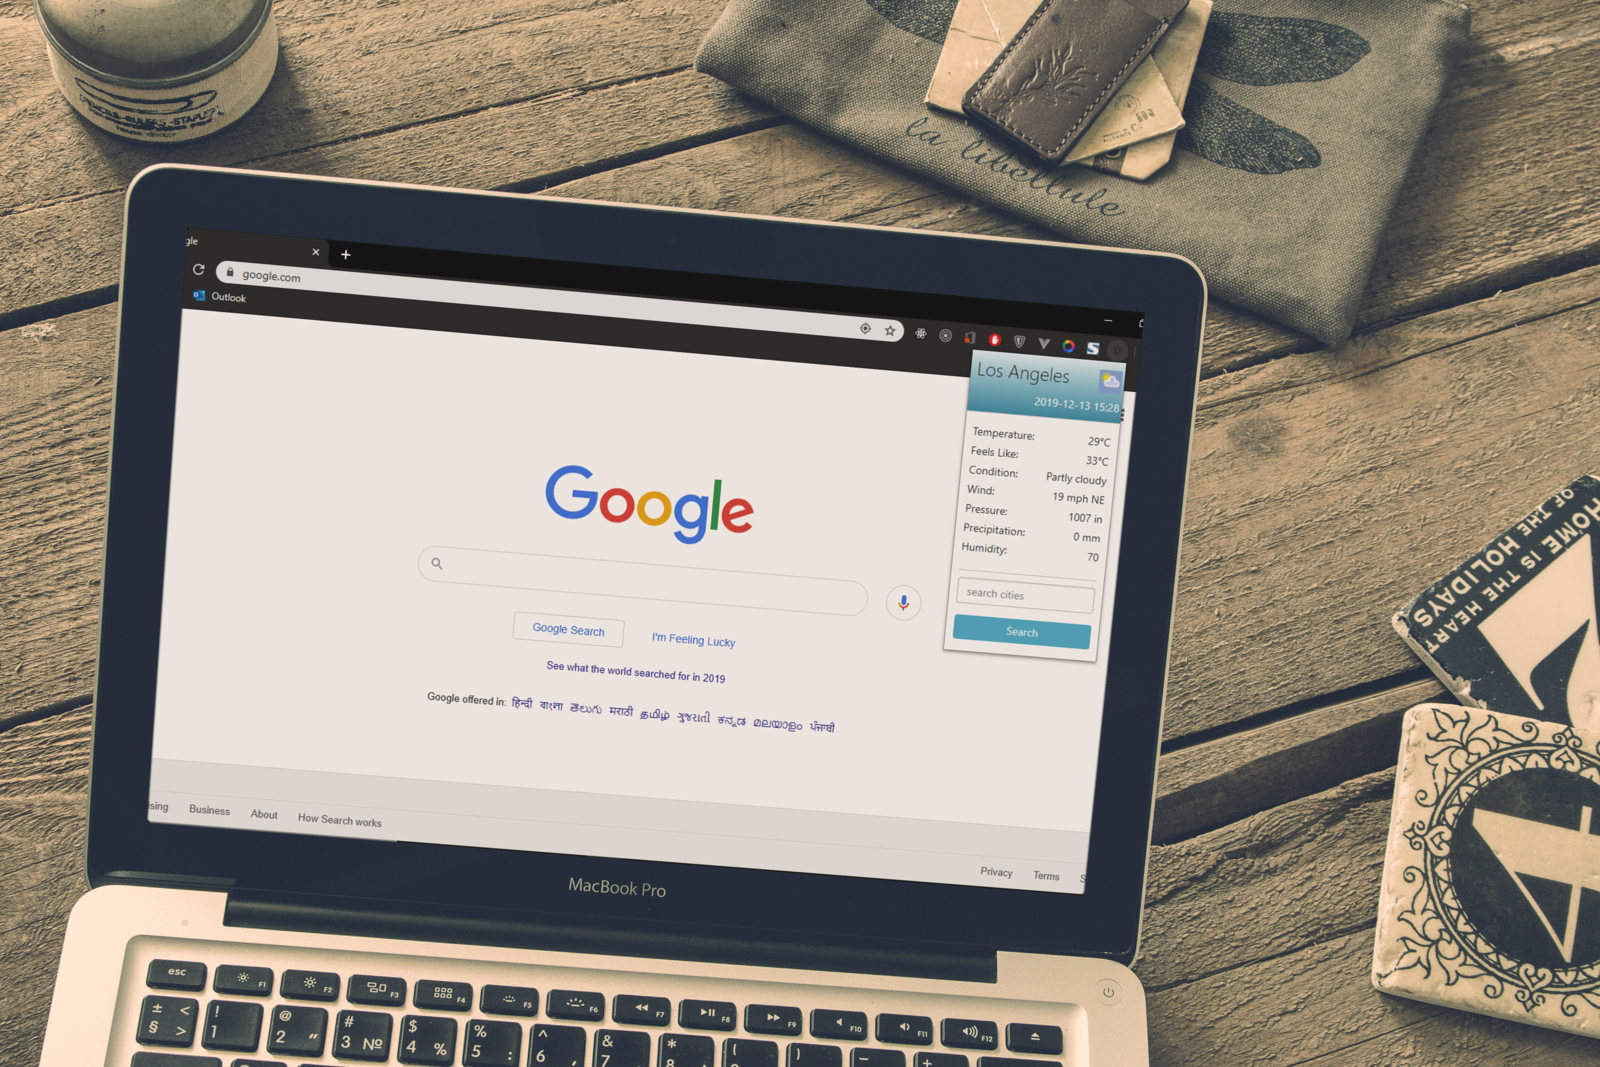 PENCILS-RULERS-STAPLE
la libellule
gle
google.com
Outlook
Los Angeles
2019-12-13 15:28
Temperature: 29°C
Feels Like: 33°C
Condition: Partly cloudy
Wind: 19 mph NE
Pressure: 1007 in
Precipitation: 0 mm
Humidity: 70
search cities
Search
Google
Google Search I'm Feeling Lucky
See what the world searched for in 2019
Google offered in: हिन्दी বাংলা తెలుగు मराठी தமிழ் ગુજરાતી ಕನ್ನಡ മലയാളം ਪੰਜਾਬੀ
ising Business About How Search works
Privacy Terms S
HOME IS THE HEART
OF THE HOLIDAYS
MacBook Pro
esc F1 F2 F3 F4 F5 F6 F7 F8 F9 F10 F11 F12
± < ! @ # $ % ^ & * ( ) – +
§ > 1 2 " 3 № 4 % 5 : 6 , 7 8